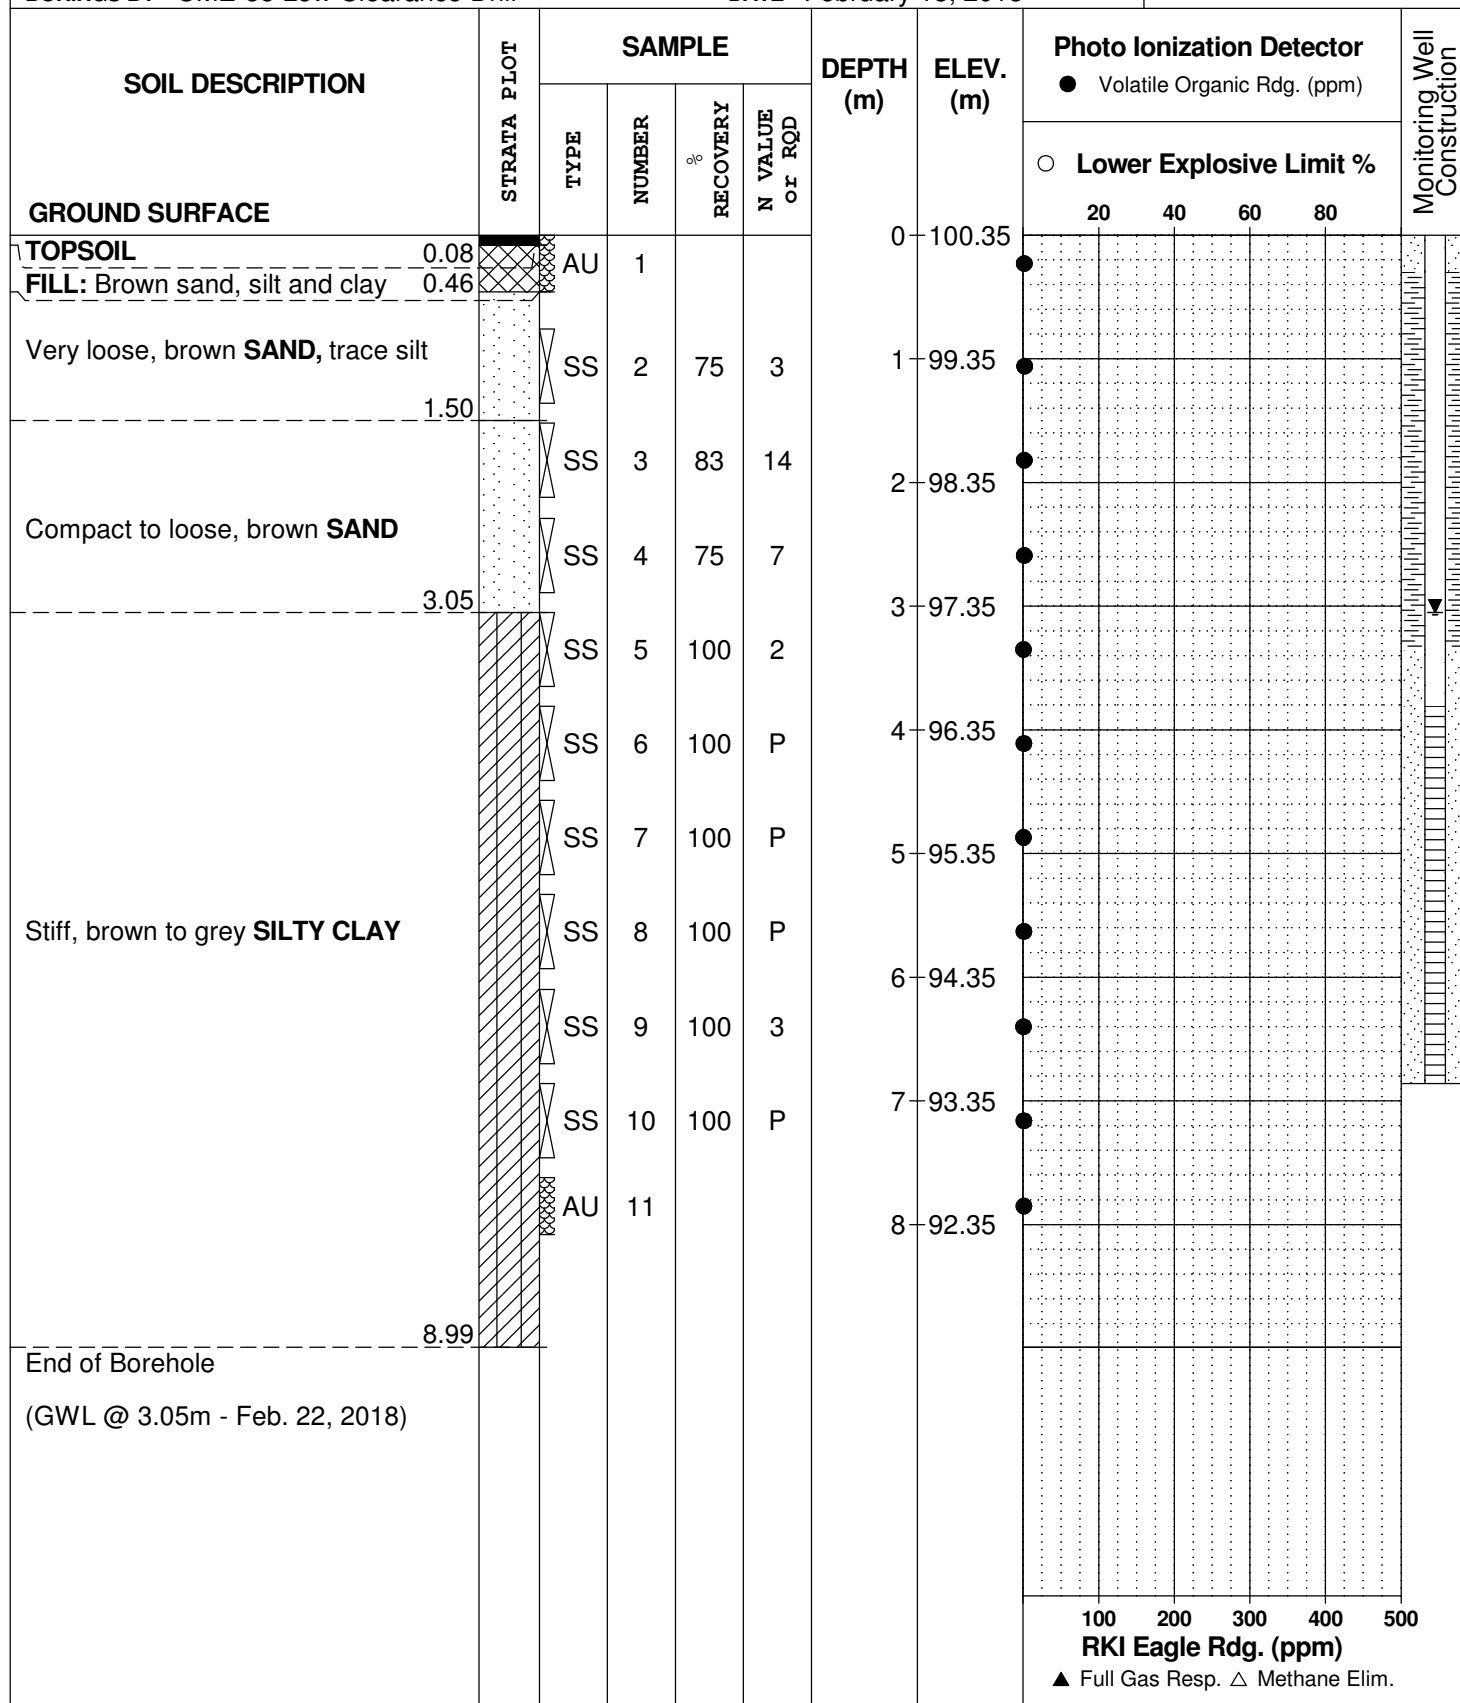 SOIL DESCRIPTION
GROUND SURFACE
STRATA PLOT
SAMPLE
TYPE
NUMBER
% RECOVERY
N VALUE or RQD
DEPTH (m)
ELEV. (m)
Photo Ionization Detector
● Volatile Organic Rdg. (ppm)
○ Lower Explosive Limit %
20 40 60 80
Monitoring Well Construction
0 100.35
TOPSOIL 0.08
AU 1
FILL: Brown sand, silt and clay 0.46
Very loose, brown SAND, trace silt
SS 2 75 3
1 99.35
1.50
SS 3 83 14
2 98.35
Compact to loose, brown SAND
SS 4 75 7
3.05
3 97.35
SS 5 100 2
4 96.35
SS 6 100 P
SS 7 100 P
5 95.35
Stiff, brown to grey SILTY CLAY
SS 8 100 P
6 94.35
SS 9 100 3
7 93.35
SS 10 100 P
AU 11
8 92.35
8.99
End of Borehole
(GWL @ 3.05m - Feb. 22, 2018)
100 200 300 400 500
RKI Eagle Rdg. (ppm)
▲ Full Gas Resp. △ Methane Elim.